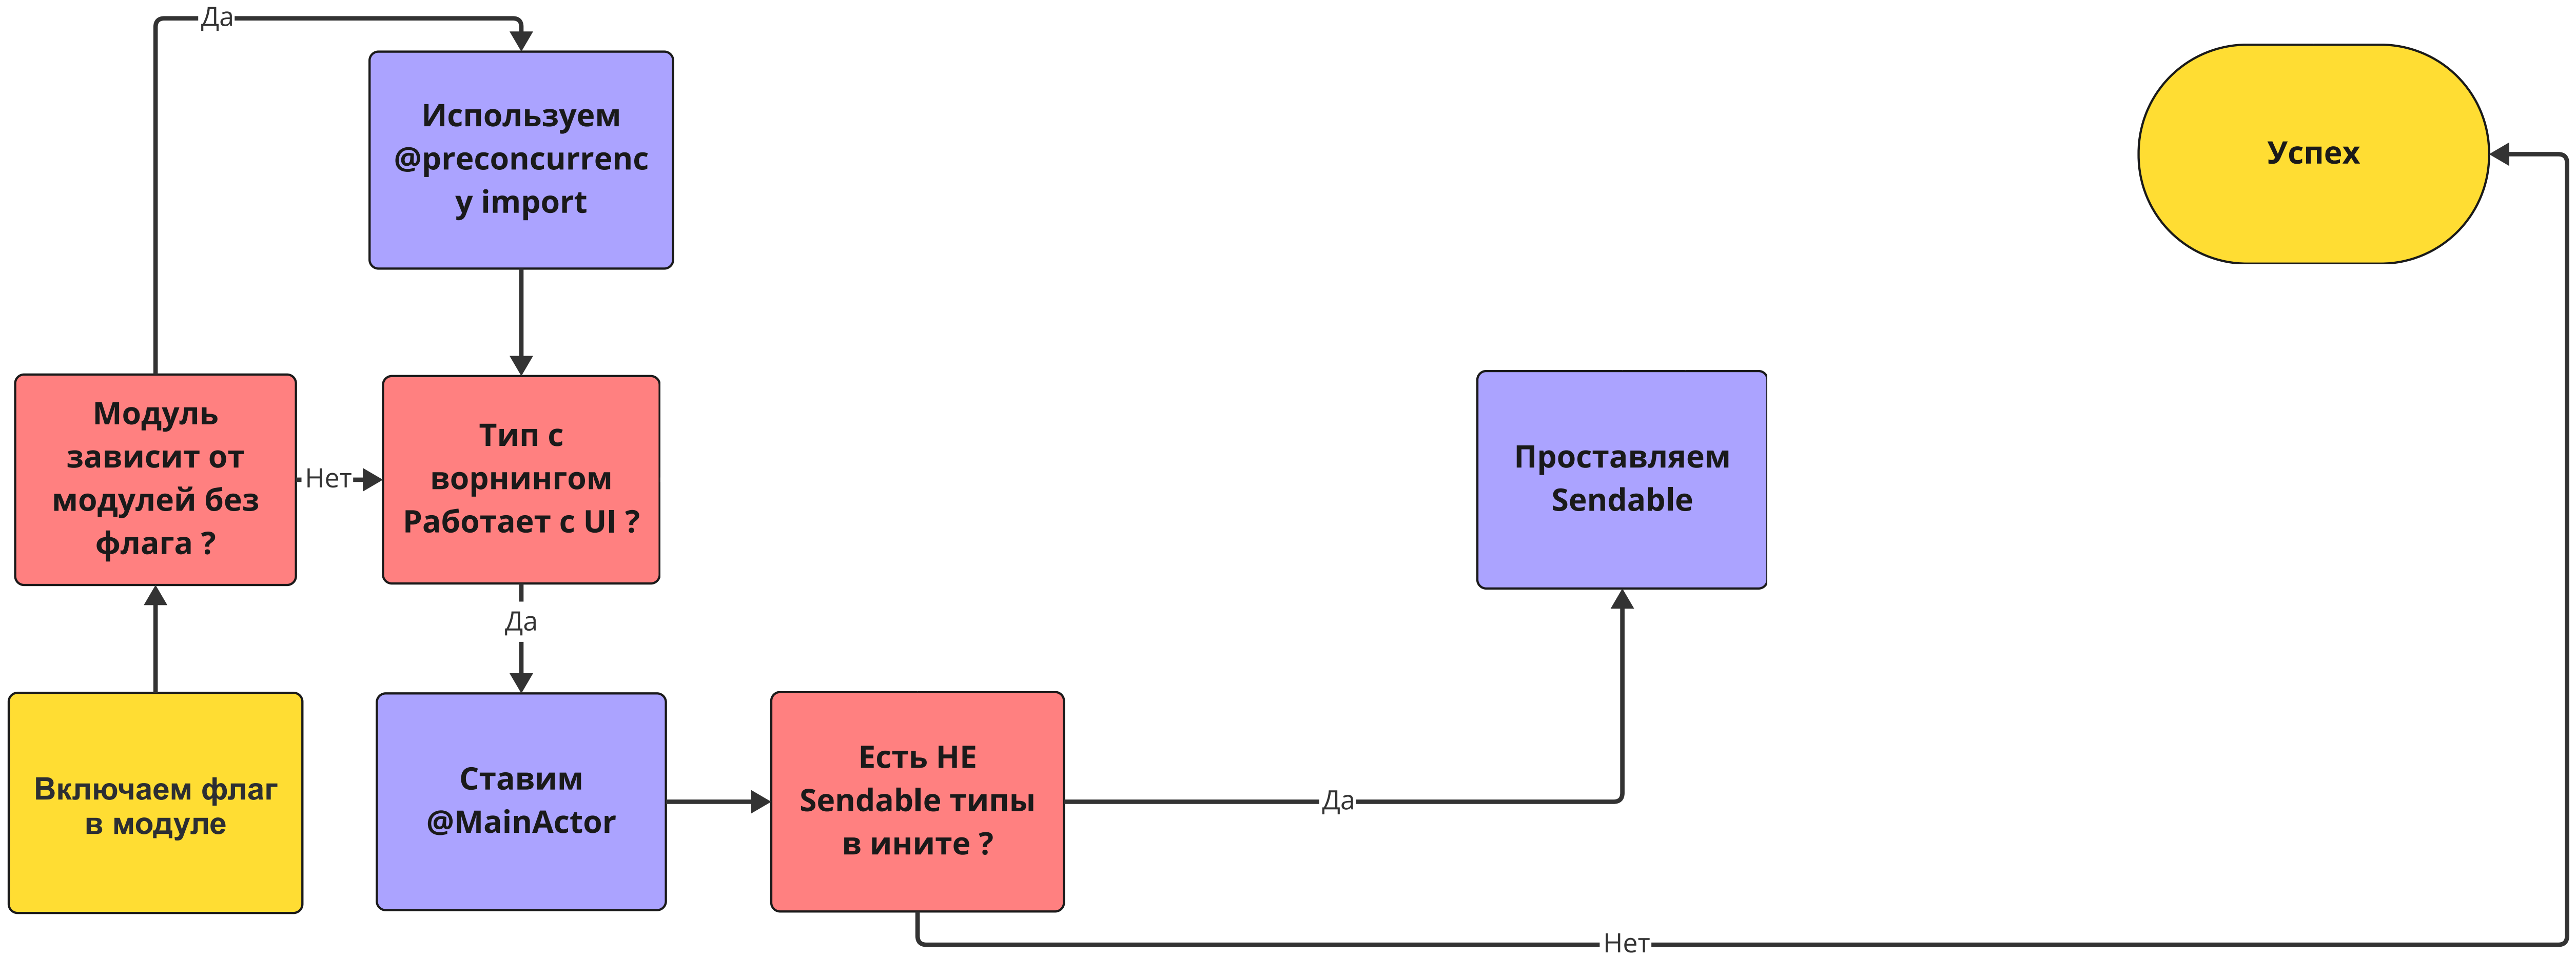 Да
Используем
@preconcurrenc
y import
Успех
Модуль
зависит от
модулей без
флага ?
Нет
Тип с
ворнингом
Работает с UI ?
Проставляем
Sendable
Да
Включаем флаг
в модуле
Ставим
@MainActor
Есть НЕ
Sendable типы
в ините ?
Да
Нет